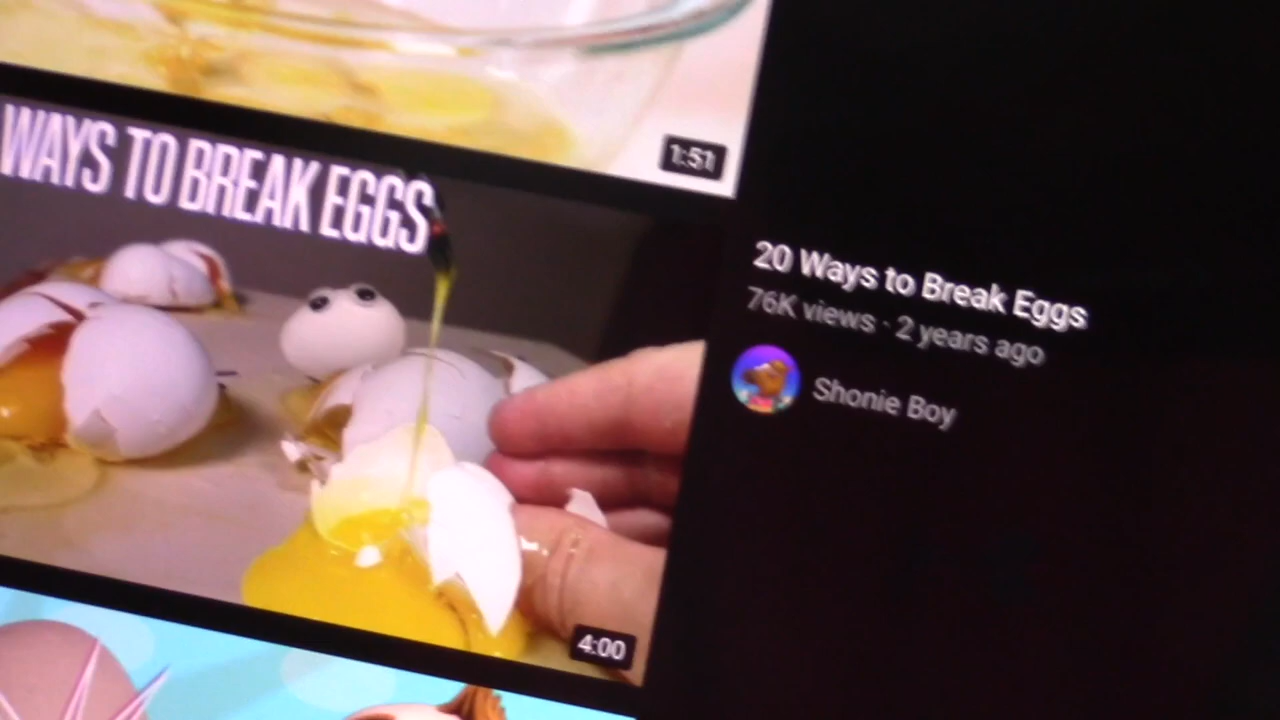 1:51
WAYS TO BREAK EGGS
20 Ways to Break Eggs
76K views · 2 years ago
Shonie Boy
4:00